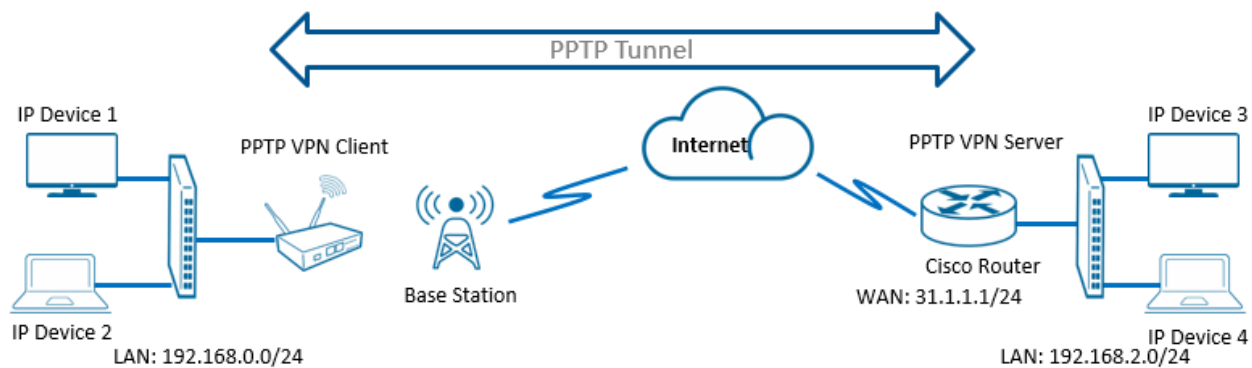 PPTP Tunnel
IP Device 1
IP Device 3
PPTP VPN Client
Internet
PPTP VPN Server
Base Station
Cisco Router
WAN: 31.1.1.1/24
IP Device 2
IP Device 4
LAN: 192.168.0.0/24
LAN: 192.168.2.0/24